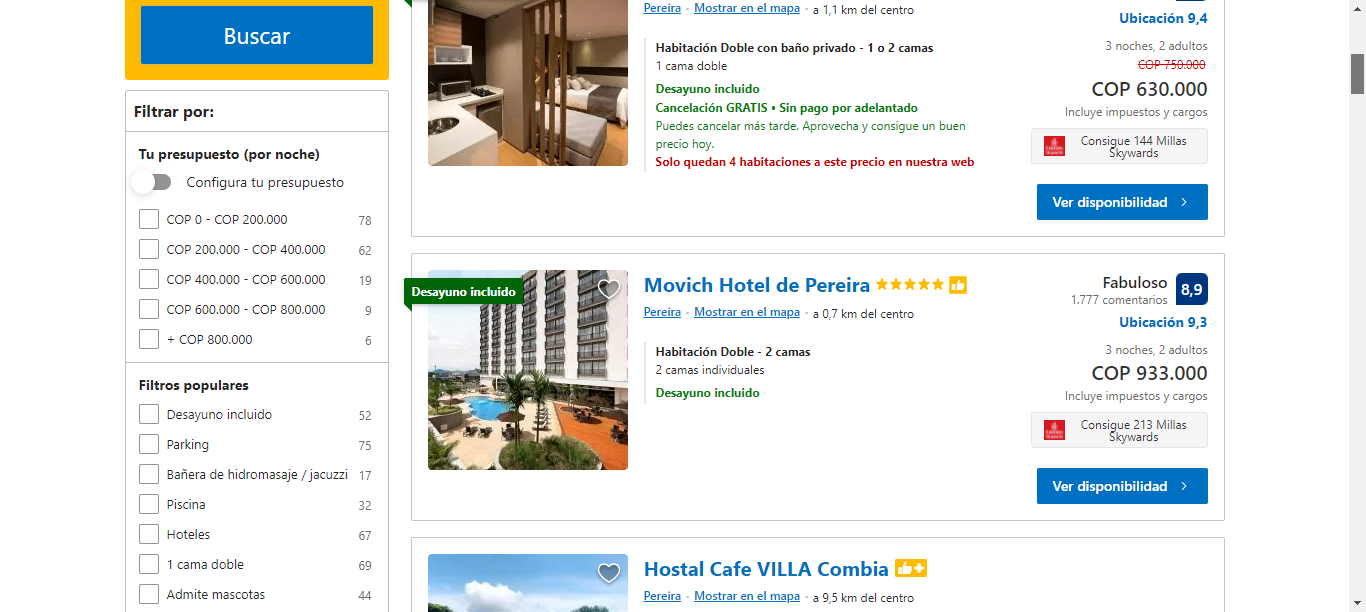 Buscar
Filtrar por:
Tu presupuesto (por noche)
Configura tu presupuesto
COP 0 - COP 200.000 78
COP 200.000 - COP 400.000 62
COP 400.000 - COP 600.000 19
COP 600.000 - COP 800.000 9
+ COP 800.000 6
Filtros populares
Desayuno incluido 52
Parking 75
Bañera de hidromasaje / jacuzzi 17
Piscina 32
Hoteles 67
1 cama doble 69
Admite mascotas 44
Pereira · Mostrar en el mapa · a 1,1 km del centro
Habitación Doble con baño privado - 1 o 2 camas
1 cama doble
Desayuno incluido
Cancelación GRATIS • Sin pago por adelantado
Puedes cancelar más tarde. Aprovecha y consigue un buen
precio hoy.
Solo quedan 4 habitaciones a este precio en nuestra web
Ubicación 9,4
3 noches, 2 adultos
COP 750.000
COP 630.000
Incluye impuestos y cargos
Consigue 144 Millas
Skywards
Ver disponibilidad
Desayuno incluido
Movich Hotel de Pereira
Pereira · Mostrar en el mapa · a 0,7 km del centro
Habitación Doble - 2 camas
2 camas individuales
Desayuno incluido
Fabuloso 8,9
1.777 comentarios
Ubicación 9,3
3 noches, 2 adultos
COP 933.000
Incluye impuestos y cargos
Consigue 213 Millas
Skywards
Ver disponibilidad
Hostal Cafe VILLA Combia
Pereira · Mostrar en el mapa · a 9,5 km del centro